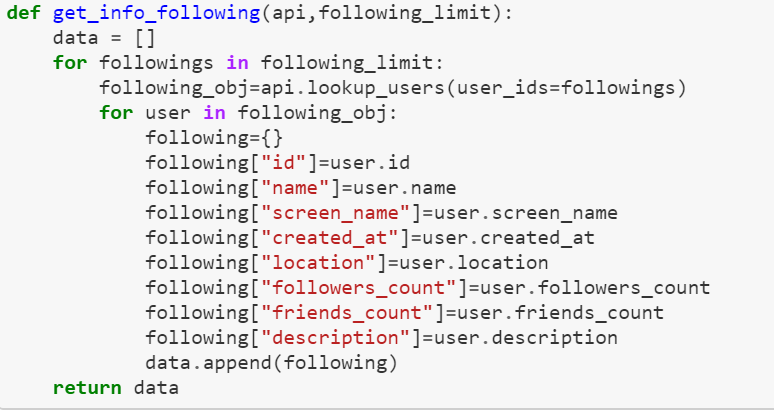 def get_info_following(api,following_limit):
    data = []
    for followings in following_limit:
        following_obj=api.lookup_users(user_ids=followings)
        for user in following_obj:
            following={}
            following["id"]=user.id
            following["name"]=user.name
            following["screen_name"]=user.screen_name
            following["created_at"]=user.created_at
            following["location"]=user.location
            following["followers_count"]=user.followers_count
            following["friends_count"]=user.friends_count
            following["description"]=user.description
            data.append(following)
    return data